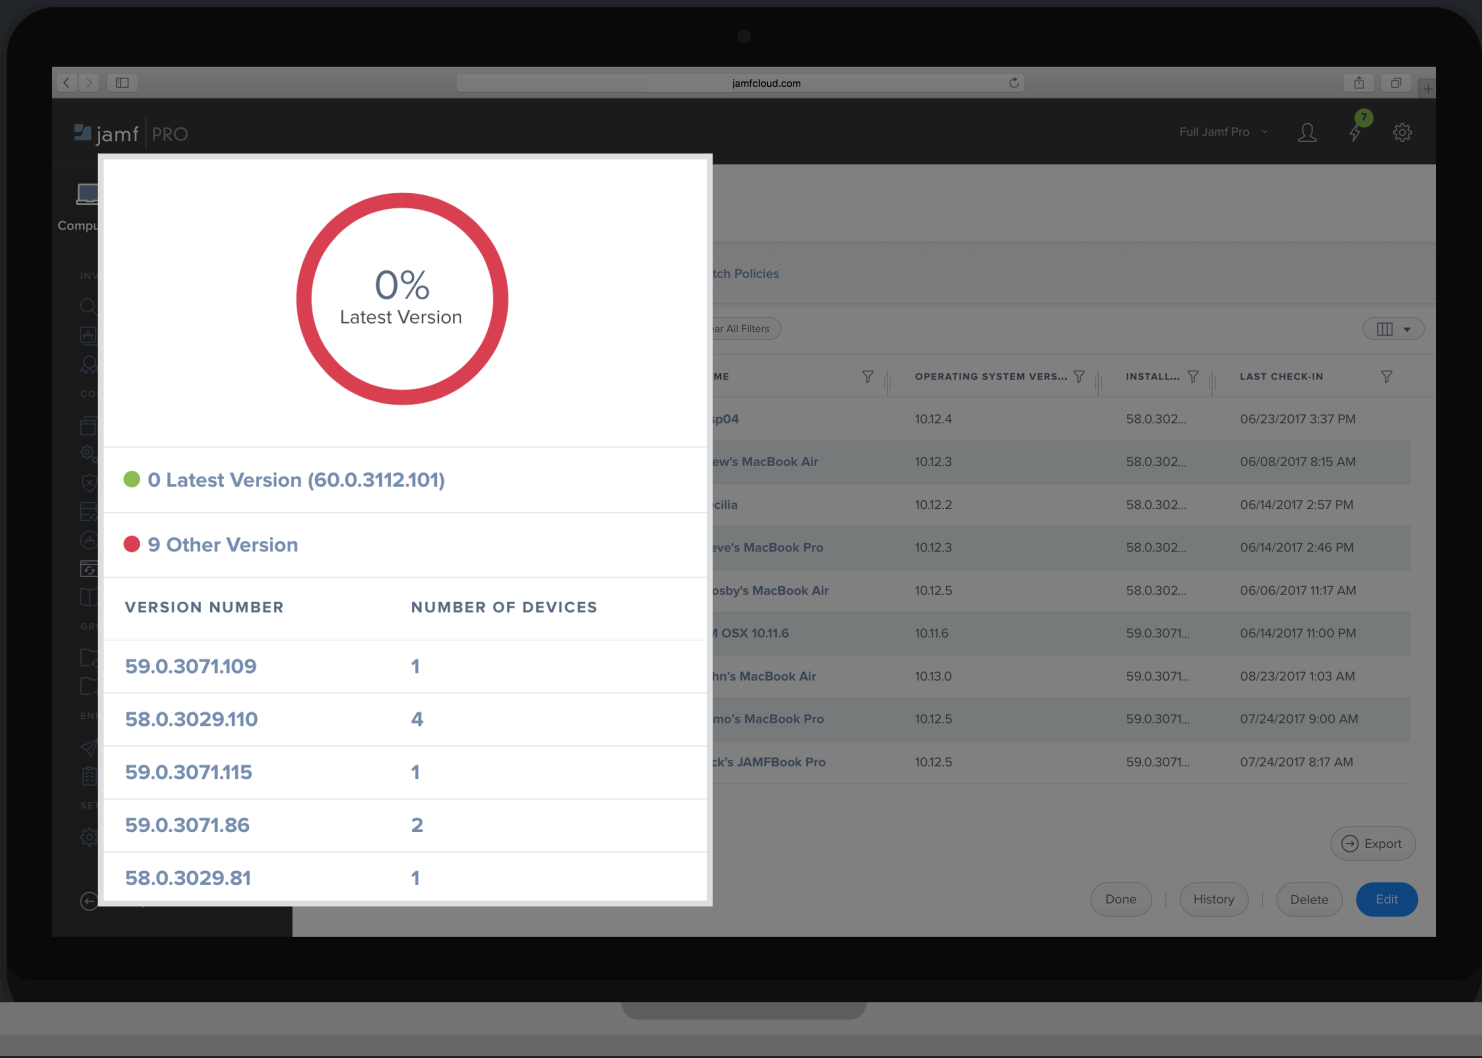 jamfcloud.com
jamf PRO
Full Jamf Pro
7
0%
Latest Version
0 Latest Version (60.0.3112.101)
9 Other Version
VERSION NUMBER NUMBER OF DEVICES
59.0.3071.109 1
58.0.3029.110 4
59.0.3071.115 1
59.0.3071.86 2
58.0.3029.81 1
Compu
INV
CO
GR
EN
SET
tch Policies
ar All Filters
ME OPERATING SYSTEM VERS... INSTALL... LAST CHECK-IN
sp04 10.12.4 58.0.302... 06/23/2017 3:37 PM
ew's MacBook Air 10.12.3 58.0.302... 06/08/2017 8:15 AM
cilia 10.12.2 58.0.302... 06/14/2017 2:57 PM
eve's MacBook Pro 10.12.3 58.0.302... 06/14/2017 2:46 PM
osby's MacBook Air 10.12.5 58.0.302... 06/06/2017 11:17 AM
OSX 10.11.6 10.11.6 59.0.3071... 06/14/2017 11:00 PM
hn's MacBook Air 10.13.0 59.0.3071... 08/23/2017 1:03 AM
mo's MacBook Pro 10.12.5 59.0.3071... 07/24/2017 9:00 AM
ck's JAMFBook Pro 10.12.5 59.0.3071... 07/24/2017 8:17 AM
Export
Done History Delete Edit